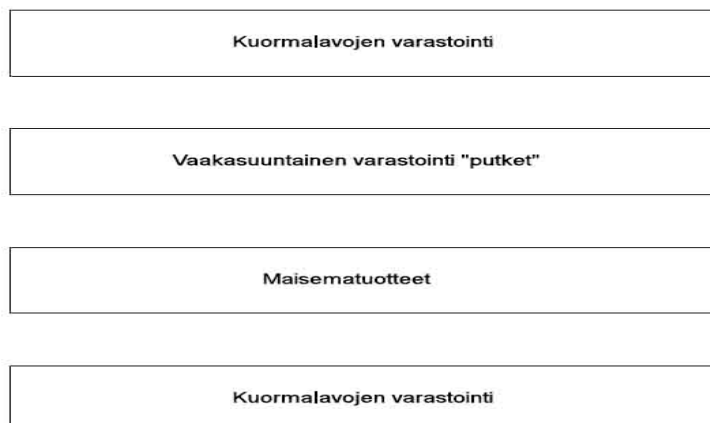 Kuormalavojen varastointi
Vaakasuuntainen varastointi "putket"
Maisematuotteet
Kuormalavojen varastointi